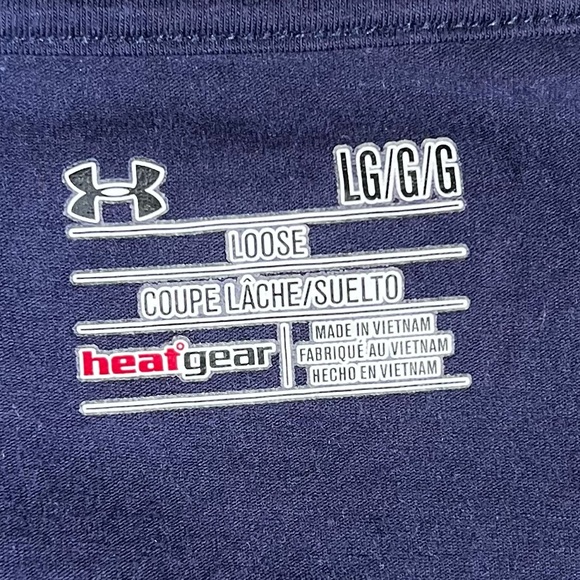 LG/G/G
LOOSE
COUPE LÂCHE/SUELTO
heatgear
MADE IN VIETNAM
FABRIQUÉ AU VIETNAM
HECHO EN VIETNAM